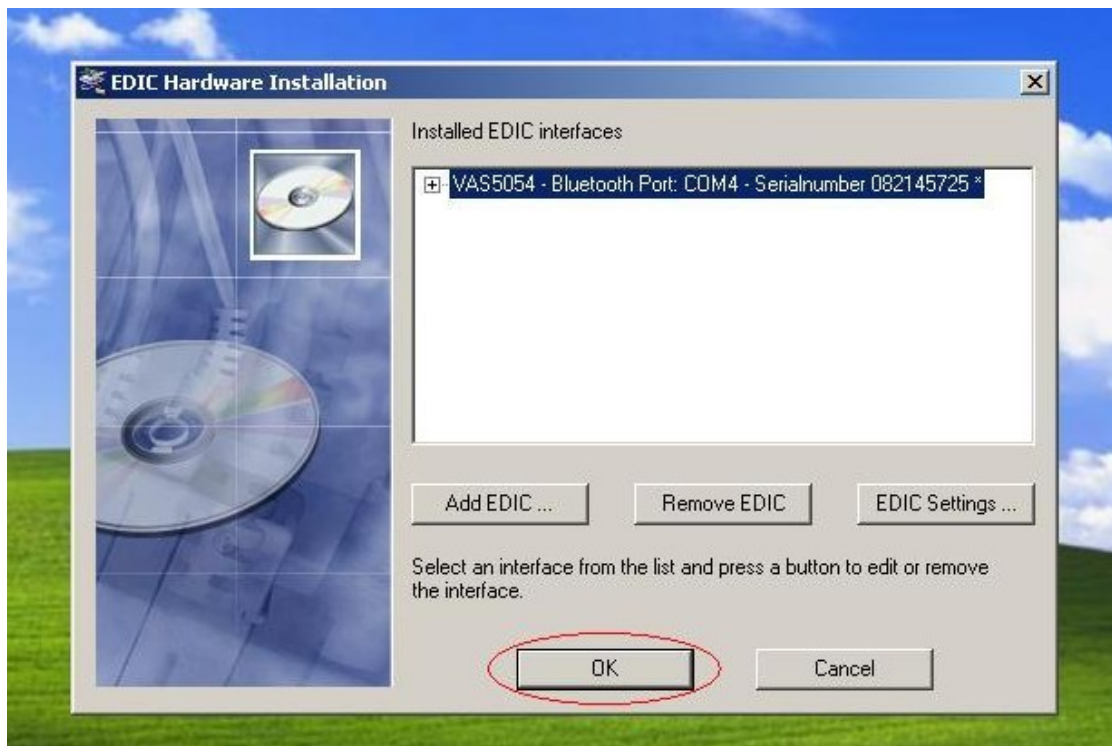 EDIC Hardware Installation
Installed EDIC interfaces
VAS5054 - Bluetooth Port: COM4 - Serialnumber 082145725 *
Add EDIC ...
Remove EDIC
EDIC Settings ...
Select an interface from the list and press a button to edit or remove
the interface.
OK
Cancel